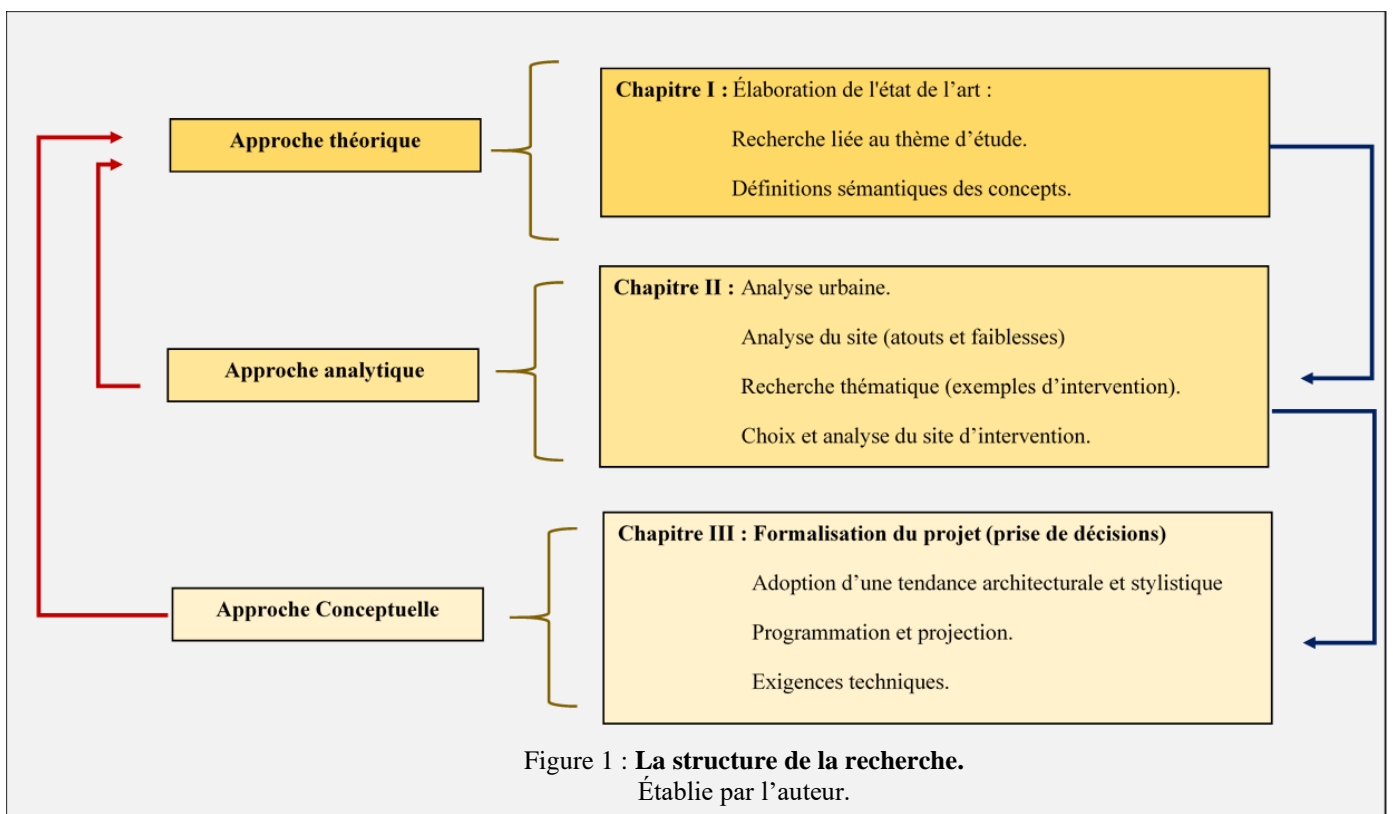 Approche théorique
Chapitre I : Élaboration de l'état de l’art :
Recherche liée au thème d’étude.
Définitions sémantiques des concepts.
Approche analytique
Chapitre II : Analyse urbaine.
Analyse du site (atouts et faiblesses)
Recherche thématique (exemples d’intervention).
Choix et analyse du site d’intervention.
Approche Conceptuelle
Chapitre III : Formalisation du projet (prise de décisions)
Adoption d’une tendance architecturale et stylistique
Programmation et projection.
Exigences techniques.
Figure 1 : La structure de la recherche.
Établie par l’auteur.